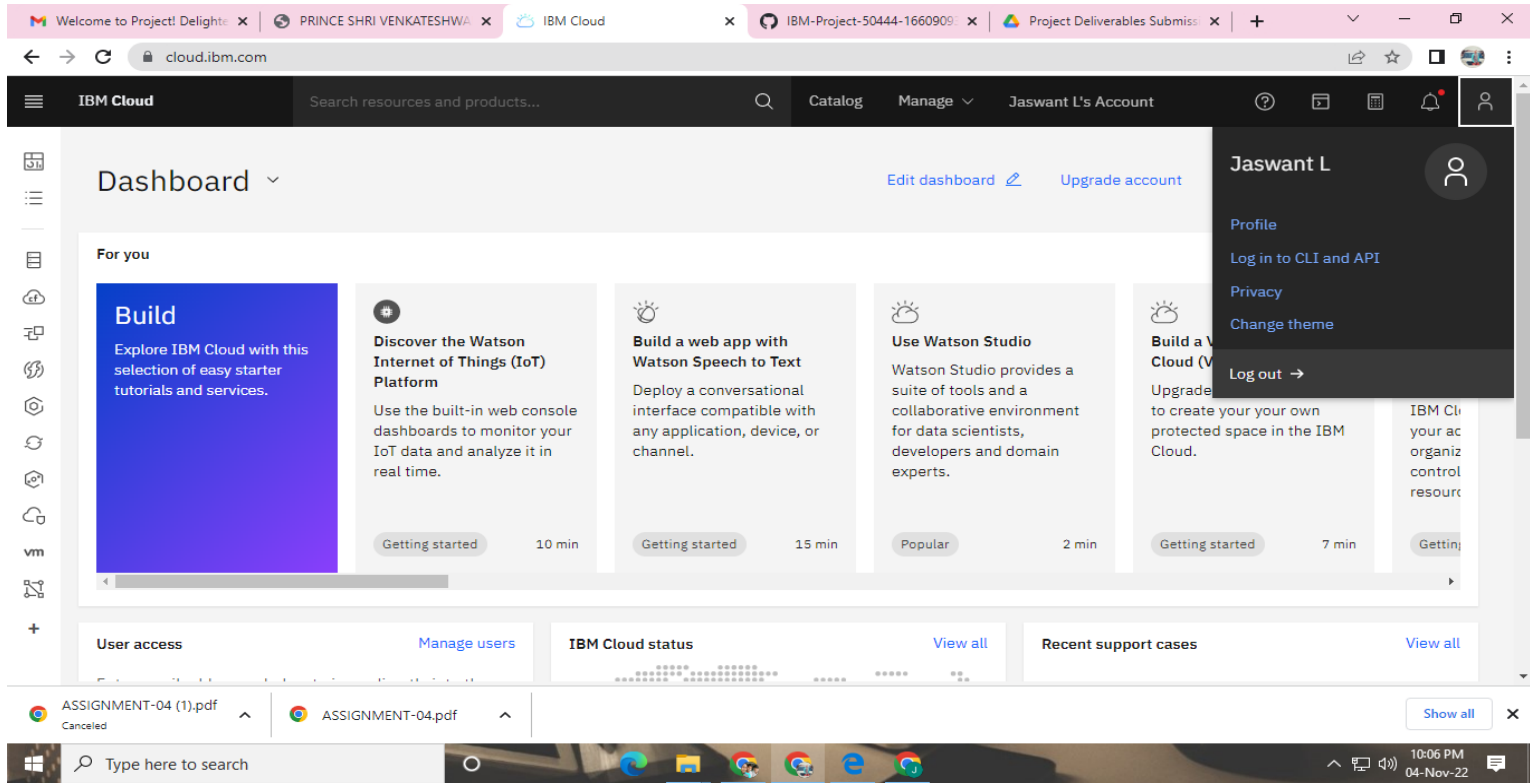 Welcome to Project! Delighte
PRINCE SHRI VENKATESHWA
IBM Cloud
IBM-Project-50444-16609093
Project Deliverables Submiss
cloud.ibm.com
IBM Cloud
Search resources and products...
Catalog
Manage
Jaswant L's Account
Dashboard
Edit dashboard
Upgrade account
Jaswant L
Profile
Log in to CLI and API
Privacy
Change theme
Log out →
For you
Build
Explore IBM Cloud with this
selection of easy starter
tutorials and services.
Discover the Watson
Internet of Things (IoT)
Platform
Use the built-in web console
dashboards to monitor your
IoT data and analyze it in
real time.
Getting started
10 min
Build a web app with
Watson Speech to Text
Deploy a conversational
interface compatible with
any application, device, or
channel.
Getting started
15 min
Use Watson Studio
Watson Studio provides a
suite of tools and a
collaborative environment
for data scientists,
developers and domain
experts.
Popular
2 min
Build a V
Cloud (V
Upgrade
to create your your own
protected space in the IBM
Cloud.
Getting started
7 min
IBM Cl
your ac
organiz
control
resourc
Getting
vm
User access
Manage users
IBM Cloud status
View all
Recent support cases
View all
ASSIGNMENT-04 (1).pdf
Canceled
ASSIGNMENT-04.pdf
Show all
Type here to search
10:06 PM
04-Nov-22